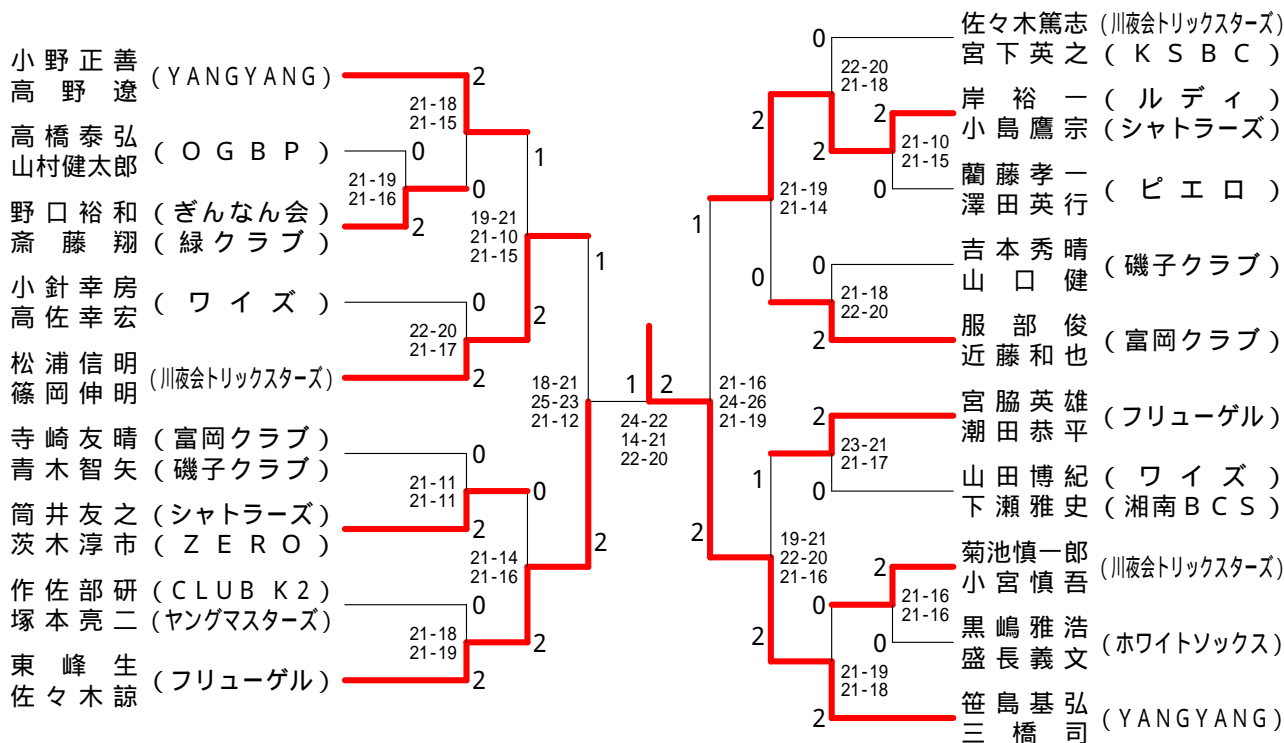 小野正善
高野遼
(YANGYANG)
2
21-18
21-15
高橋泰弘
山村健太郎
(OGBP)
0
21-19
21-16
0
野口裕和 (ぎんなん会)
斎藤翔 (緑クラブ)
2
1
19-21
21-10
21-15
小針幸房
高佐幸宏
(ワイズ)
0
22-20
21-17
2
松浦信明
篠岡伸明
(川夜会トリックスターズ)
2
1
18-21
25-23
21-12
寺崎友晴 (富岡クラブ)
青木智矢 (磯子クラブ)
0
21-11
21-11
0
筒井友之 (シャトラーズ)
茨木淳市 (ZERO)
2
21-14
21-16
2
作佐部研 (CLUB K2)
塚本亮二 (ヤングマスターズ)
0
21-18
21-19
2
東峰生
佐々木諒
(フリューゲル)
2
1
2
24-22
14-21
22-20
佐々木篤志 (川夜会トリックスターズ)
宮下英之 (KSBC)
0
22-20
21-18
岸裕一 (ルディ)
小島鷹宗 (シャトラーズ)
2
21-10
21-15
2
2
藺藤孝一
澤田英行
(ピエロ)
0
21-19
21-14
1
吉本秀晴
山口健
(磯子クラブ)
0
21-18
22-20
0
服部俊
近藤和也
(富岡クラブ)
2
21-16
24-26
21-19
宮脇英雄
潮田恭平
(フリューゲル)
2
23-21
21-17
1
山田博紀 (ワイズ)
下瀬雅史 (湘南BCS)
0
2
19-21
22-20
21-16
菊池慎一郎
小宮慎吾
(川夜会トリックスターズ)
2
21-16
21-16
0
黒嶋雅浩
盛長義文
(ホワイトソックス)
0
2
21-19
21-18
笹島基弘
三橋司
(YANGYANG)
2